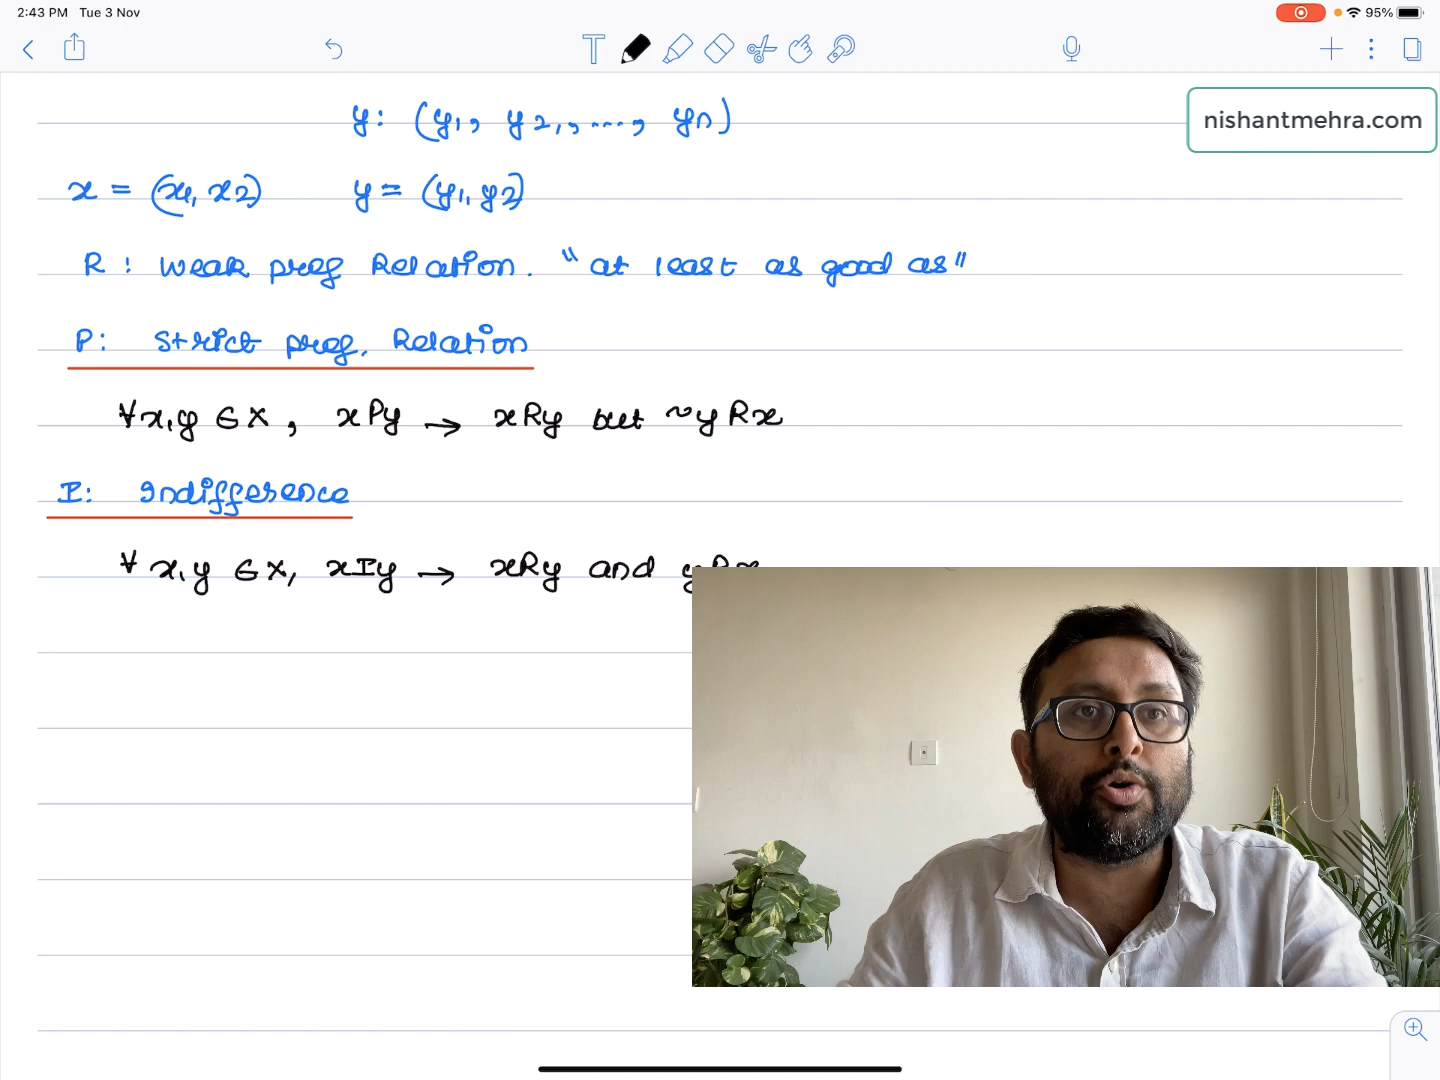 2:43 PM Tue 3 Nov
95%
nishantmehra.com
y: (y1, y2,, ...., yn)
x = (x1, x2) y = (y1, y2)
R: Weak pref Relation. "at least as good as"
P: Strict pref. Relation
∀x,y ∈ X, xPy → xRy but ~yRx
I: Indifference
∀ x,y ∈ X, xIy → xRy and yRx